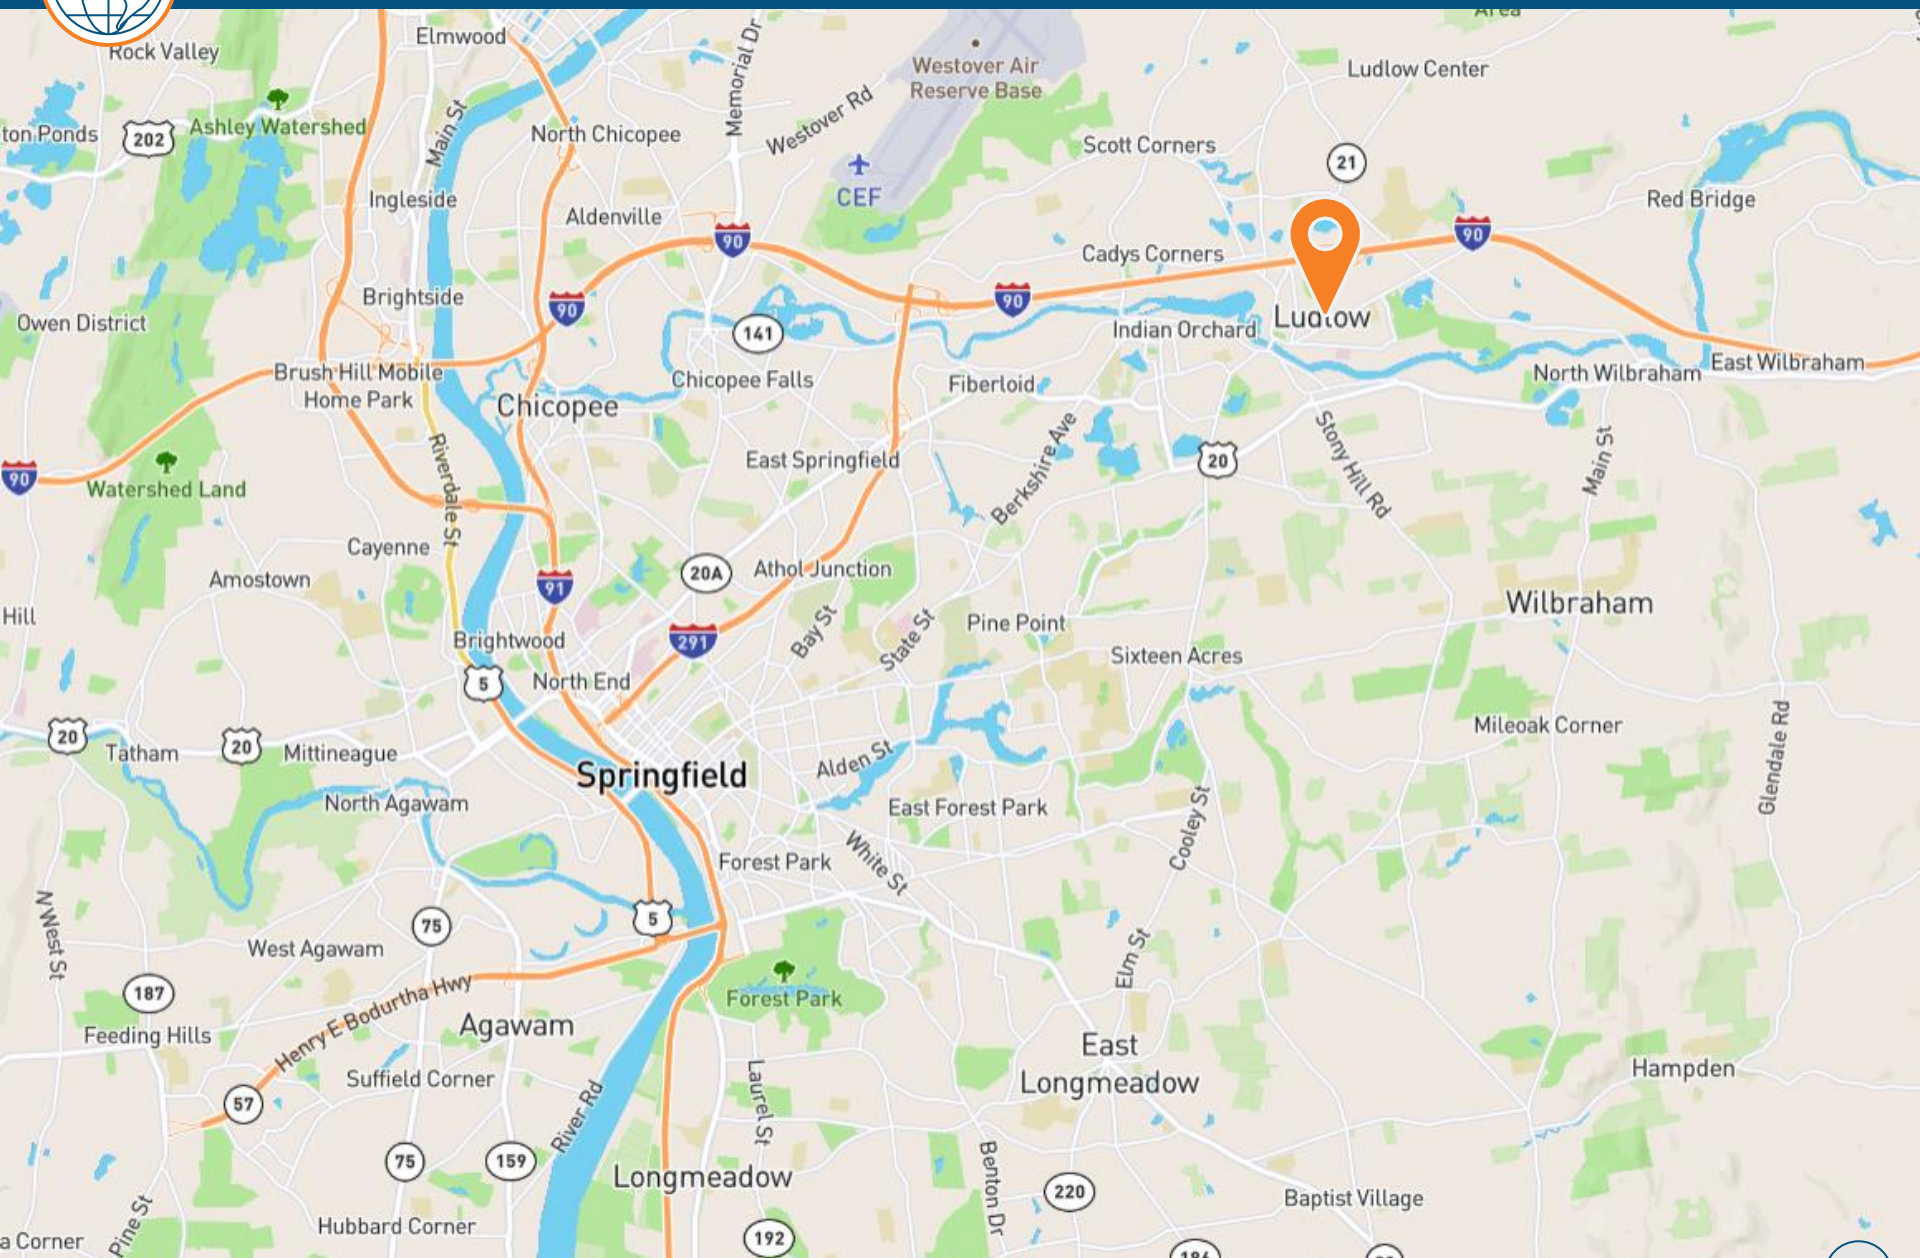 Elmwood
Rock Valley
Westover Air
Reserve Base
Ludlow Center
Memorial Dr
Westover Rd
ton Ponds
202
Ashley Watershed
Main St
North Chicopee
Scott Corners
21
CEF
Ingleside
Aldenville
Red Bridge
90
90
Cadys Corners
Brightside
90
90
Owen District
141
Indian Orchard
Ludlow
Brush Hill Mobile
Home Park
Chicopee Falls
Fiberloid
North Wilbraham
East Wilbraham
Chicopee
90
Watershed Land
Riverdale St
East Springfield
Berkshire Ave
20
Stony Hill Rd
Main St
Cayenne
Amostown
91
20A
Athol Junction
Hill
Brightwood
291
Bay St
State St
Pine Point
Wilbraham
Sixteen Acres
5
North End
20
Tatham
20
Mittineague
Mileoak Corner
Glendale Rd
Springfield
Alden St
North Agawam
East Forest Park
Cooley St
Forest Park
White St
N West St
75
5
West Agawam
Elm St
187
Henry E Bodurtha Hwy
Forest Park
Feeding Hills
Agawam
East
Longmeadow
Suffield Corner
Hampden
57
River Rd
Laurel St
75
159
Longmeadow
Benton Dr
220
Baptist Village
Pine St
Hubbard Corner
192
a Corner